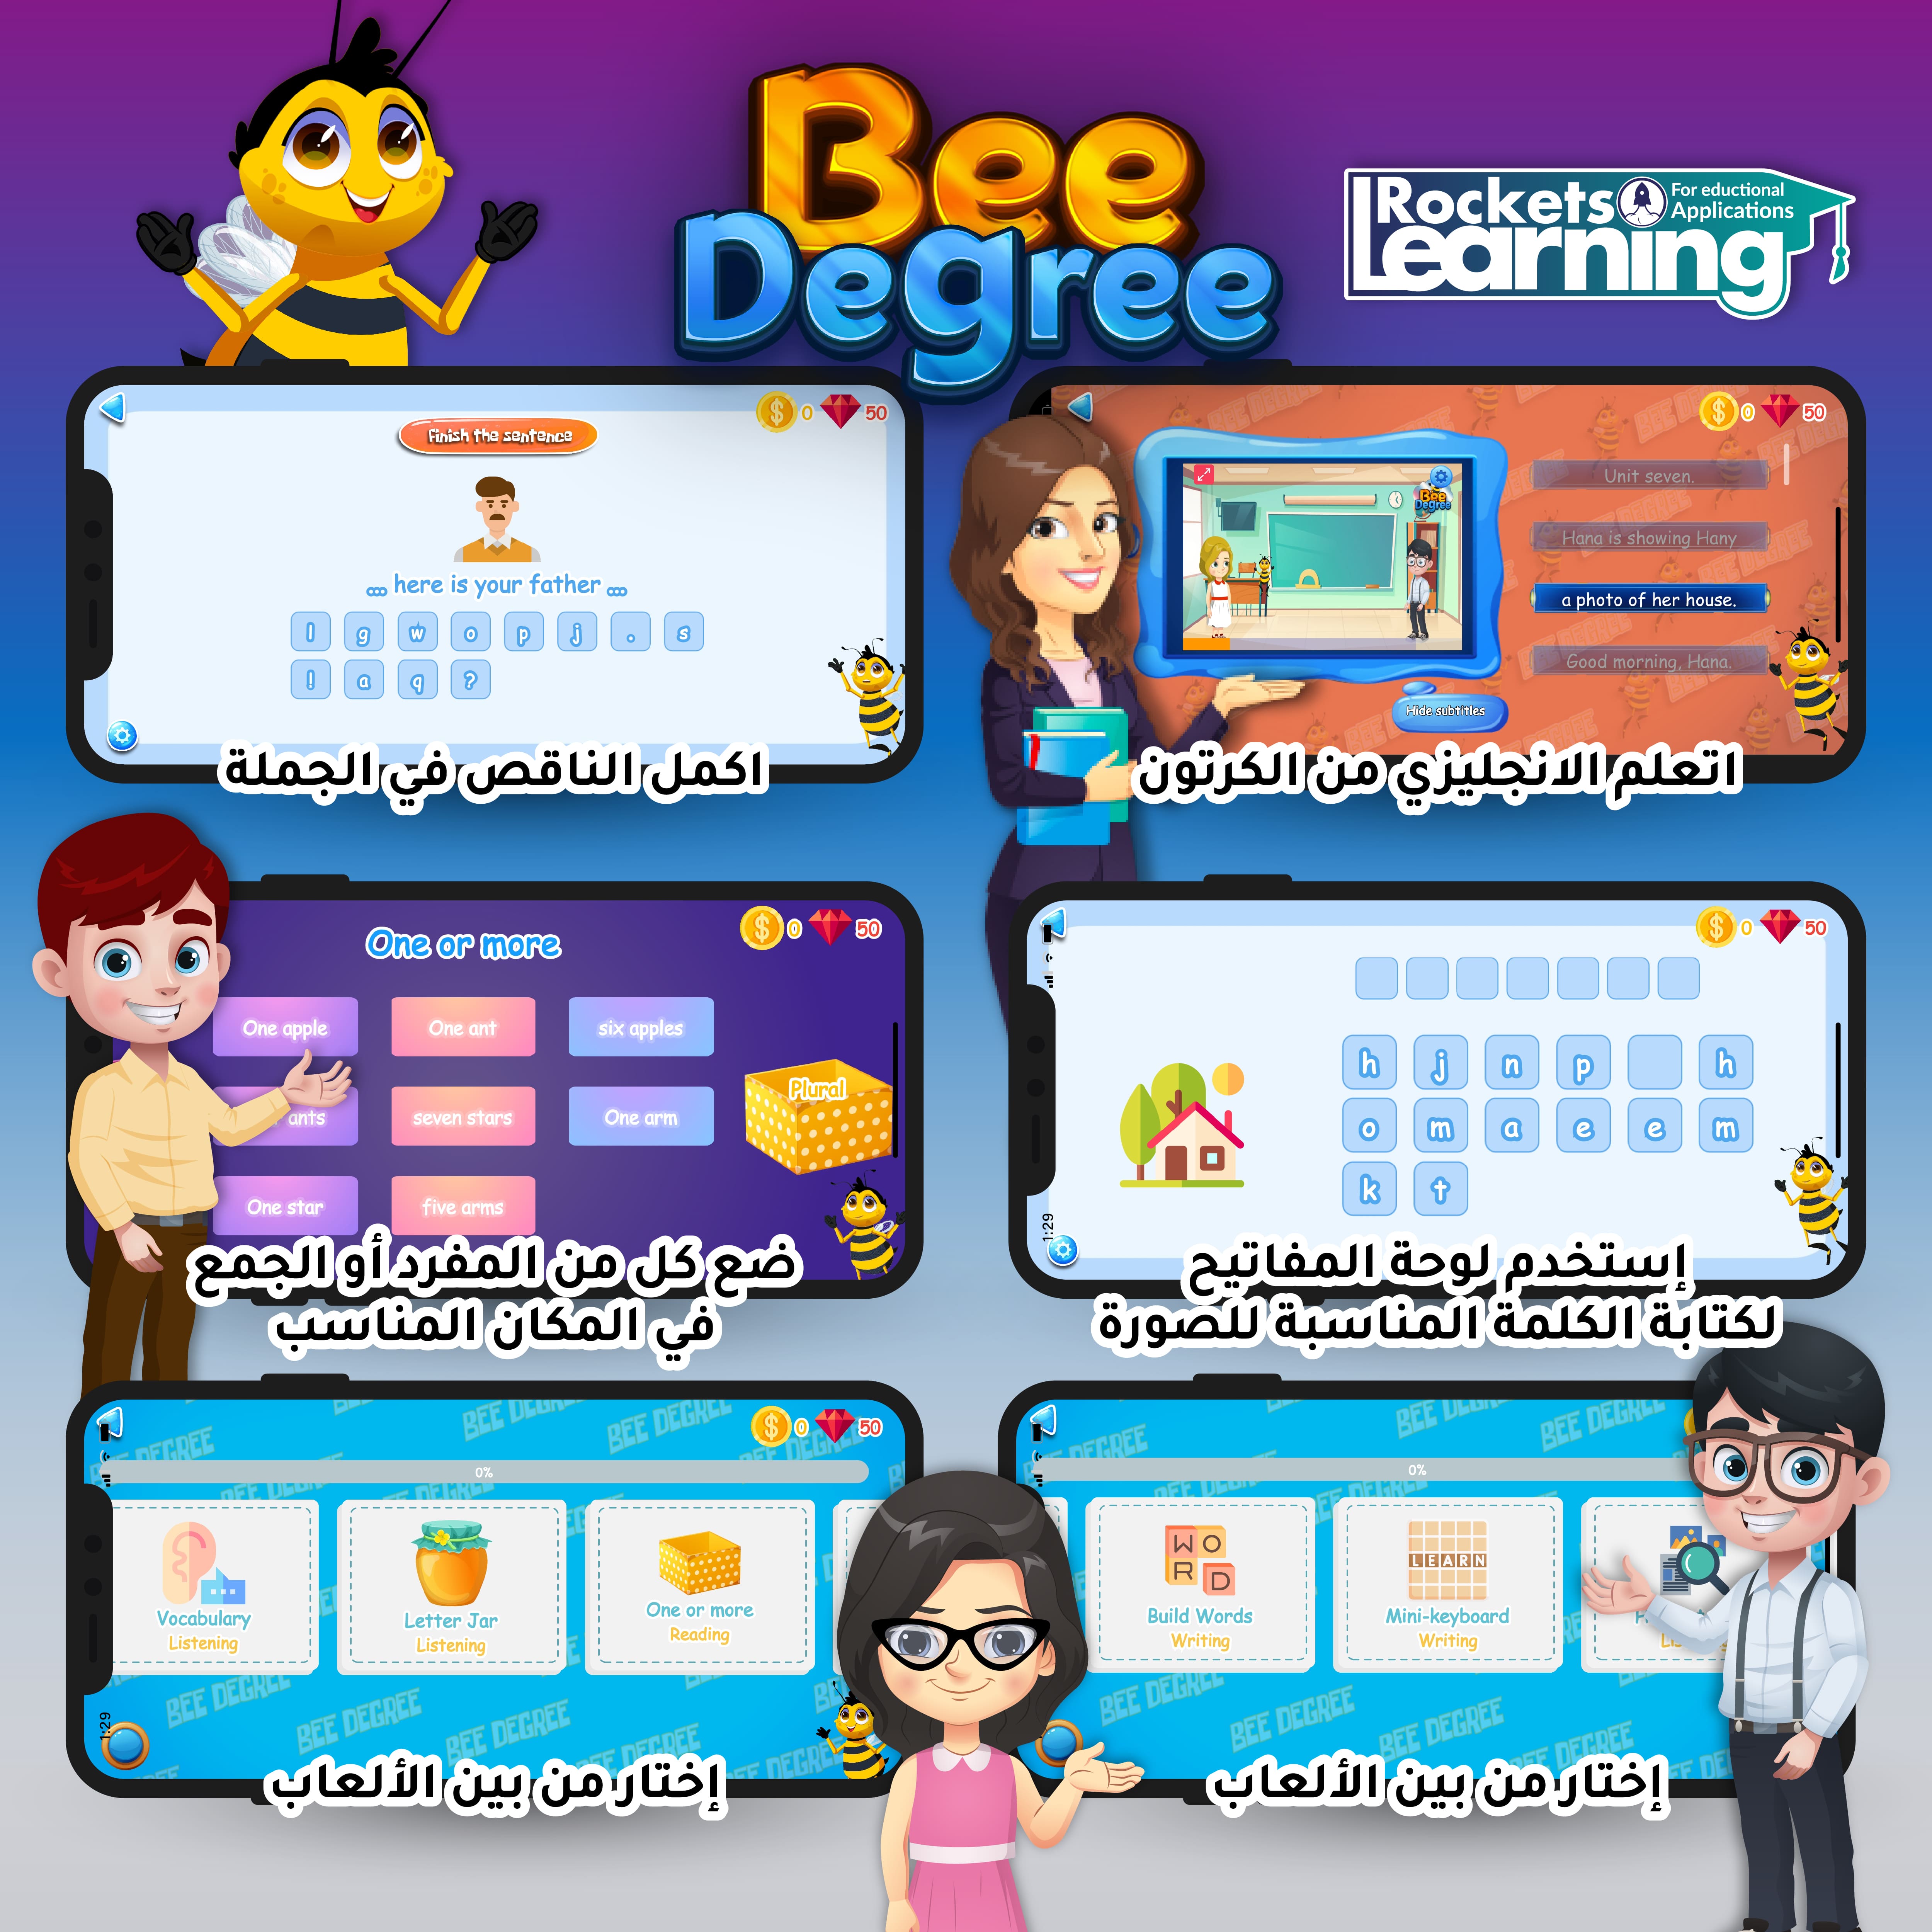 Bee
Degree
Rockets
Learning
For eductional
Applications
Finish the sentence
$ 0 50
... here is your father ...
l g w o p j . s
! a q ?
اكمل الناقص في الجملة
$ 0 50
Bee
Degree
Unit seven.
Hana is showing Hany
a photo of her house.
Good morning, Hana.
Hide subtitles
BEE DEGREE
اتعلم الانجليزي من الكرتون
One or more
$ 0 50
One apple
One ant
six apples
ants
seven stars
One arm
One star
five arms
Plural
ضع كل من المفرد أو الجمع
في المكان المناسب
$ 0 50
h j n p h
o m a e e m
k t
1:29
إستخدم لوحة المفاتيح
لكتابة الكلمة المناسبة للصورة
BEE DEGREE
$ 0 50
0%
Vocabulary
Listening
Letter Jar
Listening
One or more
Reading
1:29
إختار من بين الألعاب
BEE DEGREE
0%
WORD
Build Words
Writing
LEARN
Mini-keyboard
Writing
إختار من بين الألعاب